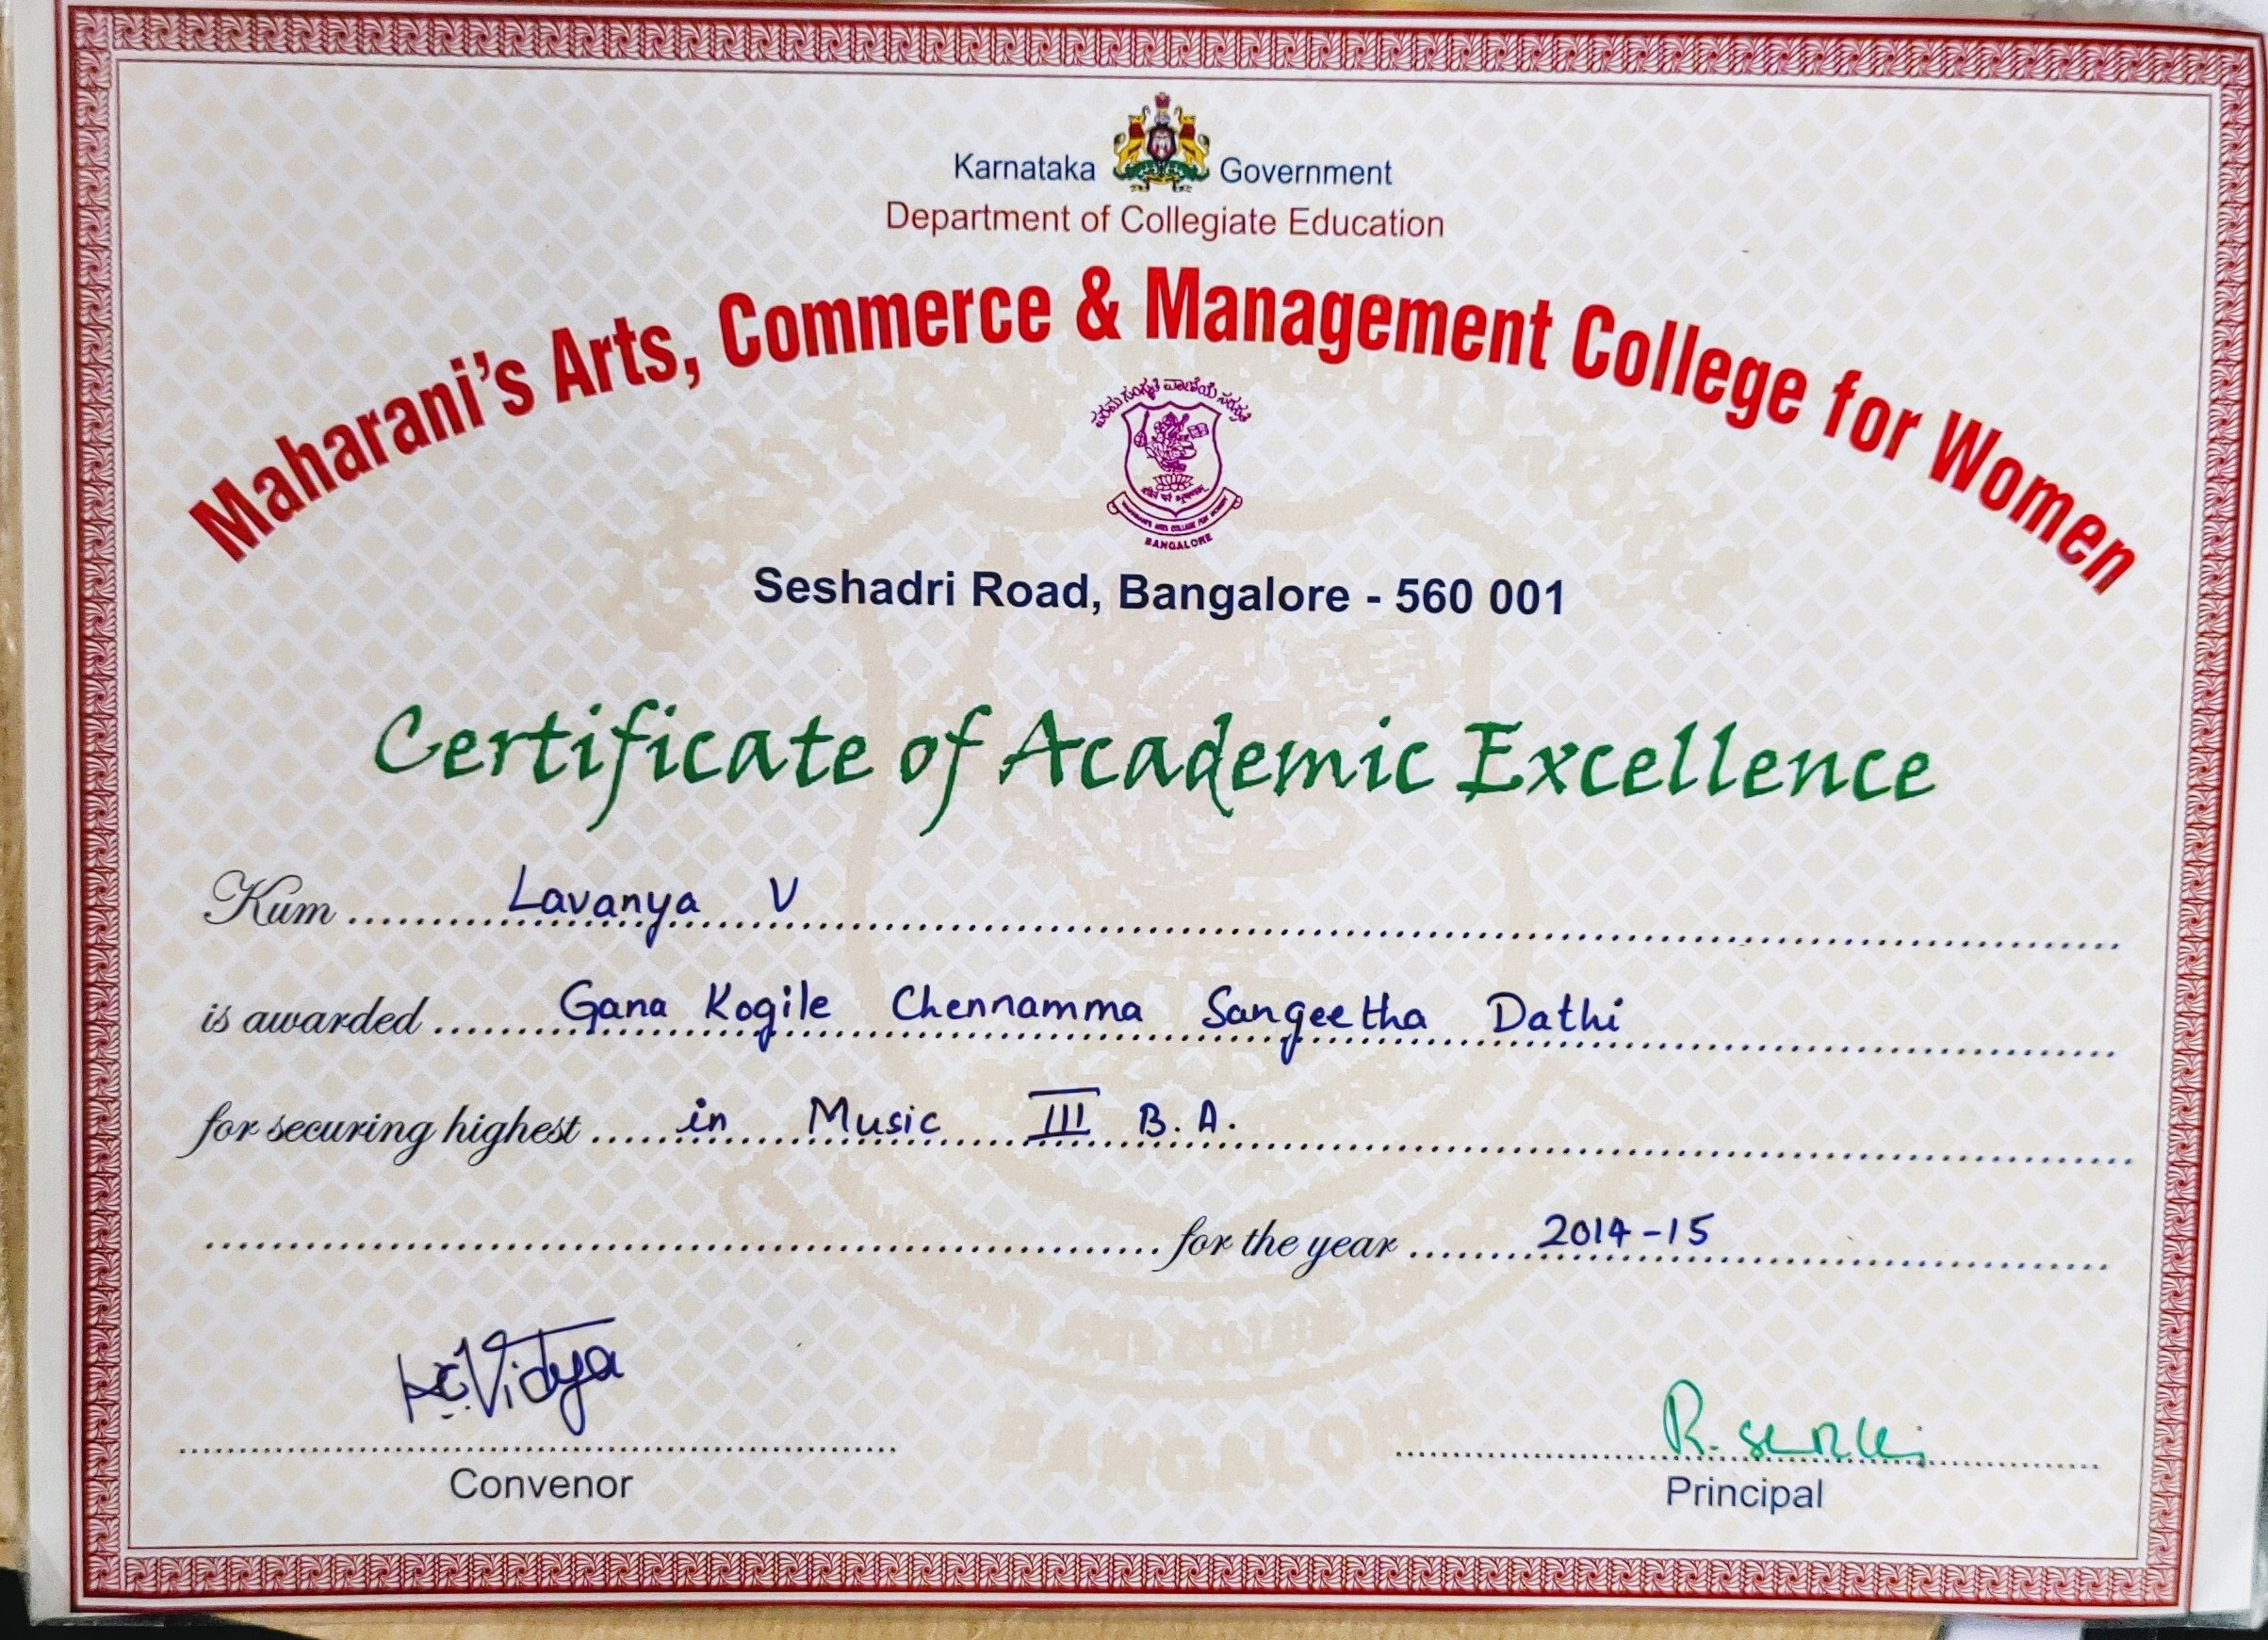 Karnataka Government
Department of Collegiate Education
Maharani's Arts, Commerce & Management College for Women
BANGALORE
Seshadri Road, Bangalore - 560 001
Certificate of Academic Excellence
Kum Lavanya V
is awarded Gana Kogile Chennamma Sangeetha Dathi
for securing highest in Music III B.A.
for the year 2014-15
K.C. Vidya
Convenor
Principal